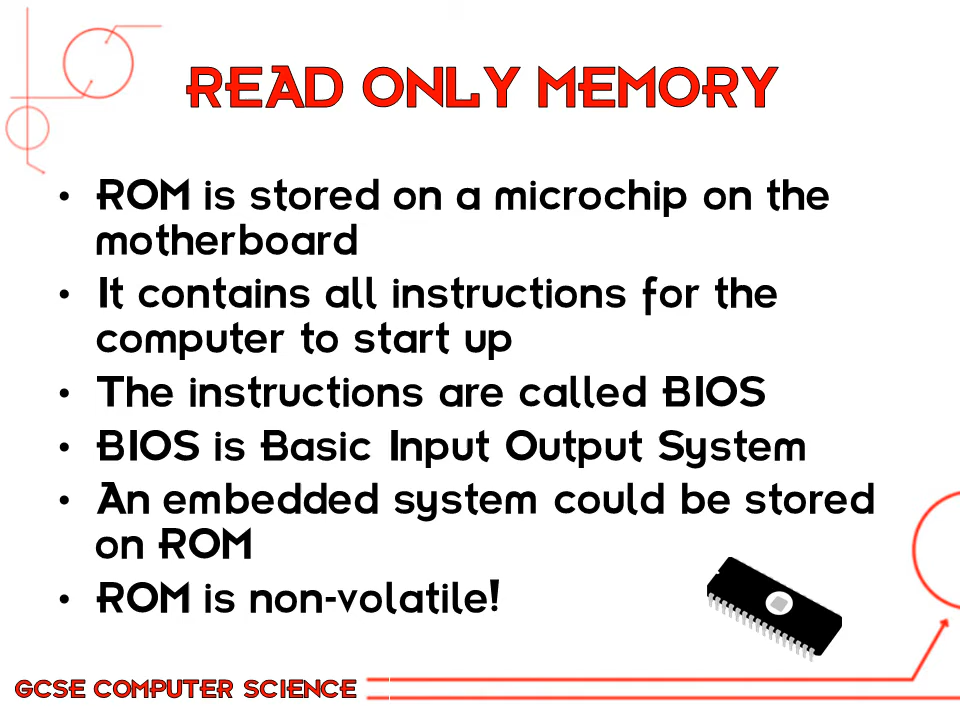 READ ONLY MEMORY
• ROM is stored on a microchip on the
motherboard
• It contains all instructions for the
computer to start up
• The instructions are called BIOS
• BIOS is Basic Input Output System
• An embedded system could be stored
on ROM
• ROM is non-volatile!
GCSE COMPUTER SCIENCE